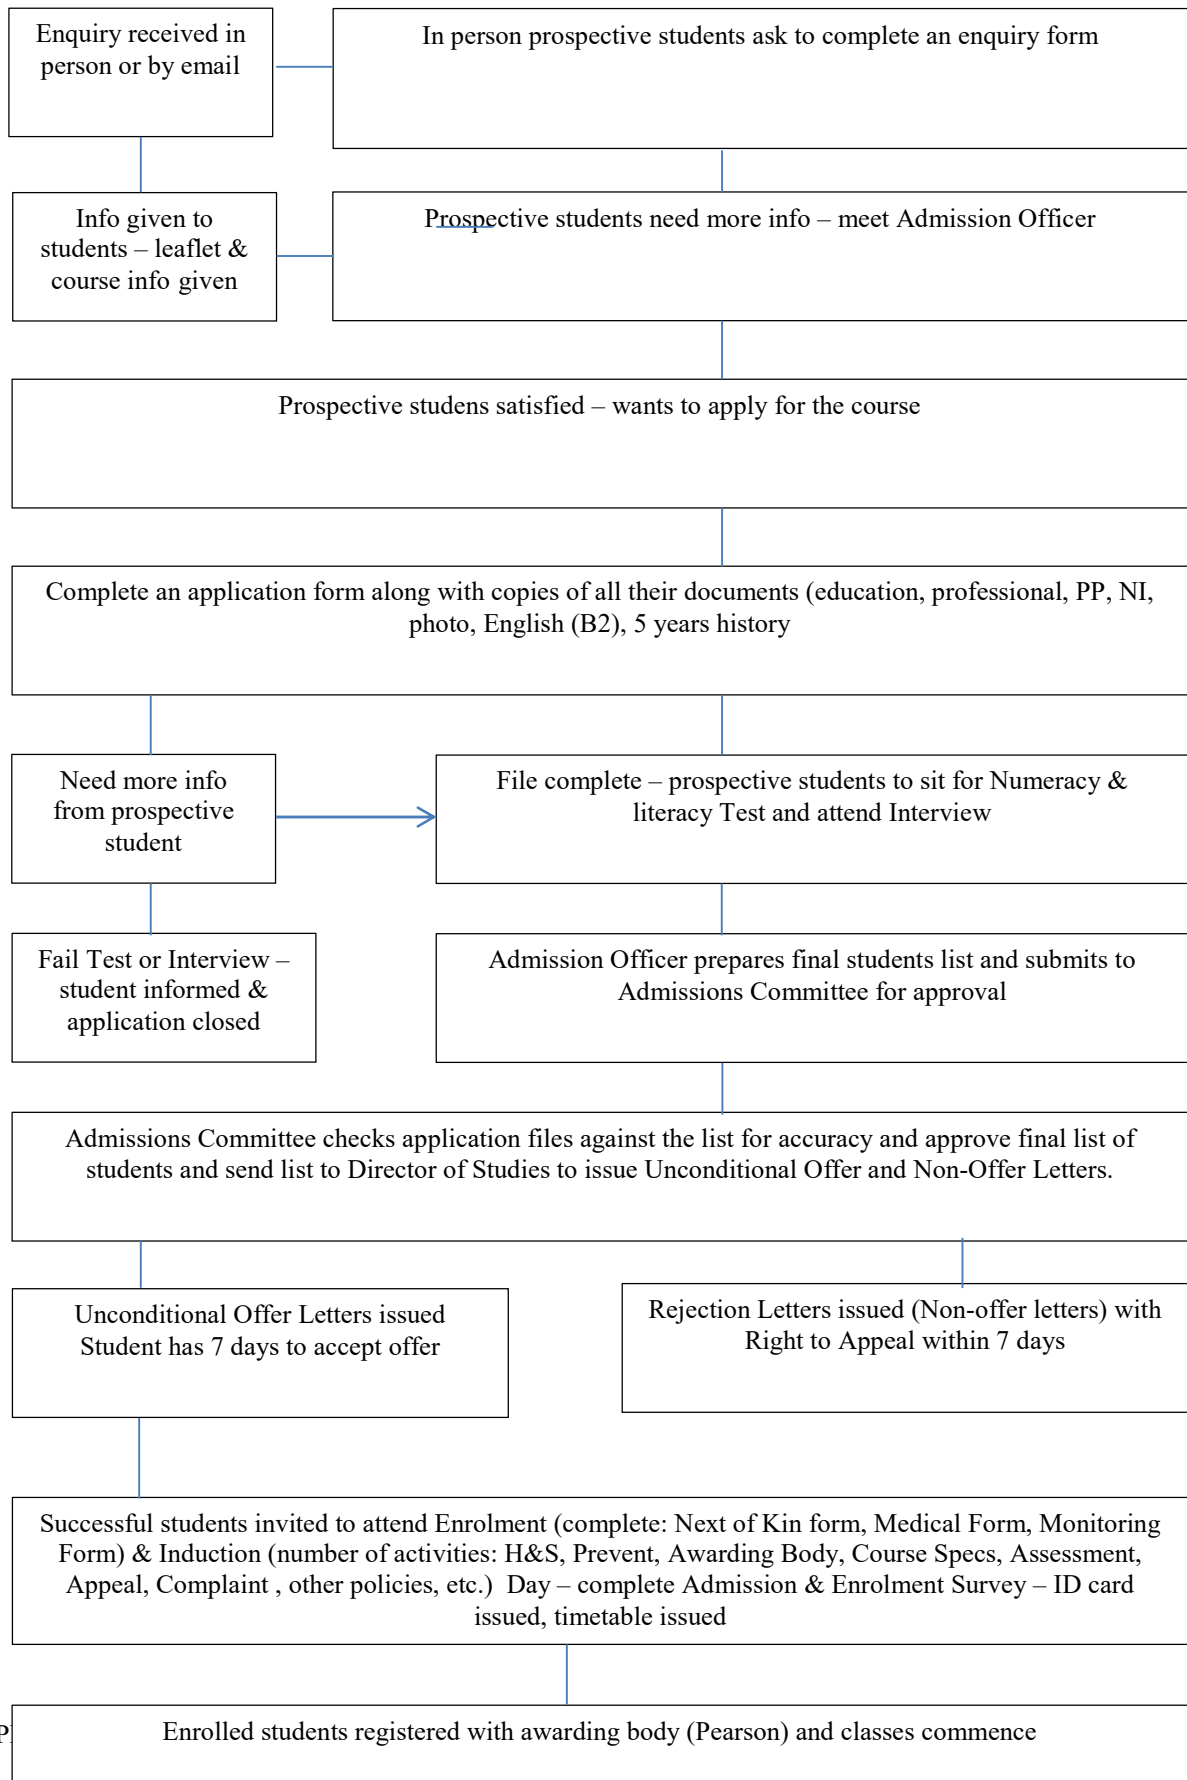 Enquiry received in
person or by email
In person prospective students ask to complete an enquiry form
Info given to
students – leaflet &
course info given
Prospective students need more info – meet Admission Officer
Prospective studens satisfied – wants to apply for the course
Complete an application form along with copies of all their documents (education, professional, PP, NI,
photo, English (B2), 5 years history
Need more info
from prospective
student
File complete – prospective students to sit for Numeracy &
literacy Test and attend Interview
Fail Test or Interview –
student informed &
application closed
Admission Officer prepares final students list and submits to
Admissions Committee for approval
Admissions Committee checks application files against the list for accuracy and approve final list of
students and send list to Director of Studies to issue Unconditional Offer and Non-Offer Letters.
Unconditional Offer Letters issued
Student has 7 days to accept offer
Rejection Letters issued (Non-offer letters) with
Right to Appeal within 7 days
Successful students invited to attend Enrolment (complete: Next of Kin form, Medical Form, Monitoring
Form) & Induction (number of activities: H&S, Prevent, Awarding Body, Course Specs, Assessment,
Appeal, Complaint , other policies, etc.)  Day – complete Admission & Enrolment Survey – ID card
issued, timetable issued
Enrolled students registered with awarding body (Pearson) and classes commence